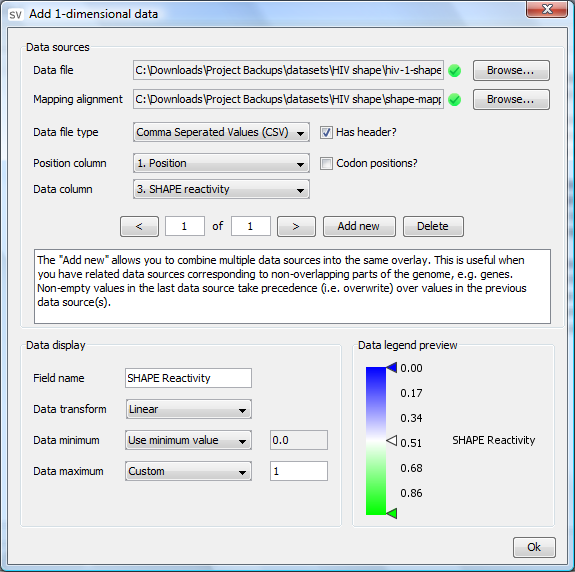 SV Add 1-dimensional data
Data sources
Data file C:\Downloads\Project Backups\datasets\HIV shape\hiv-1-shape Browse...
Mapping alignment C:\Downloads\Project Backups\datasets\HIV shape\shape-mapp Browse...
Data file type Comma Seperated Values (CSV) Has header?
Position column 1. Position Codon positions?
Data column 3. SHAPE reactivity
< 1 of 1 > Add new Delete
The "Add new" allows you to combine multiple data sources into the same overlay. This is useful when
you have related data sources corresponding to non-overlapping parts of the genome, e.g. genes.
Non-empty values in the last data source take precedence (i.e. overwrite) over values in the previous
data source(s).
Data display
Field name SHAPE Reactivity
Data transform Linear
Data minimum Use minimum value 0.0
Data maximum Custom 1
Data legend preview
0.00
0.17
0.34
0.51 SHAPE Reactivity
0.68
0.86
Ok